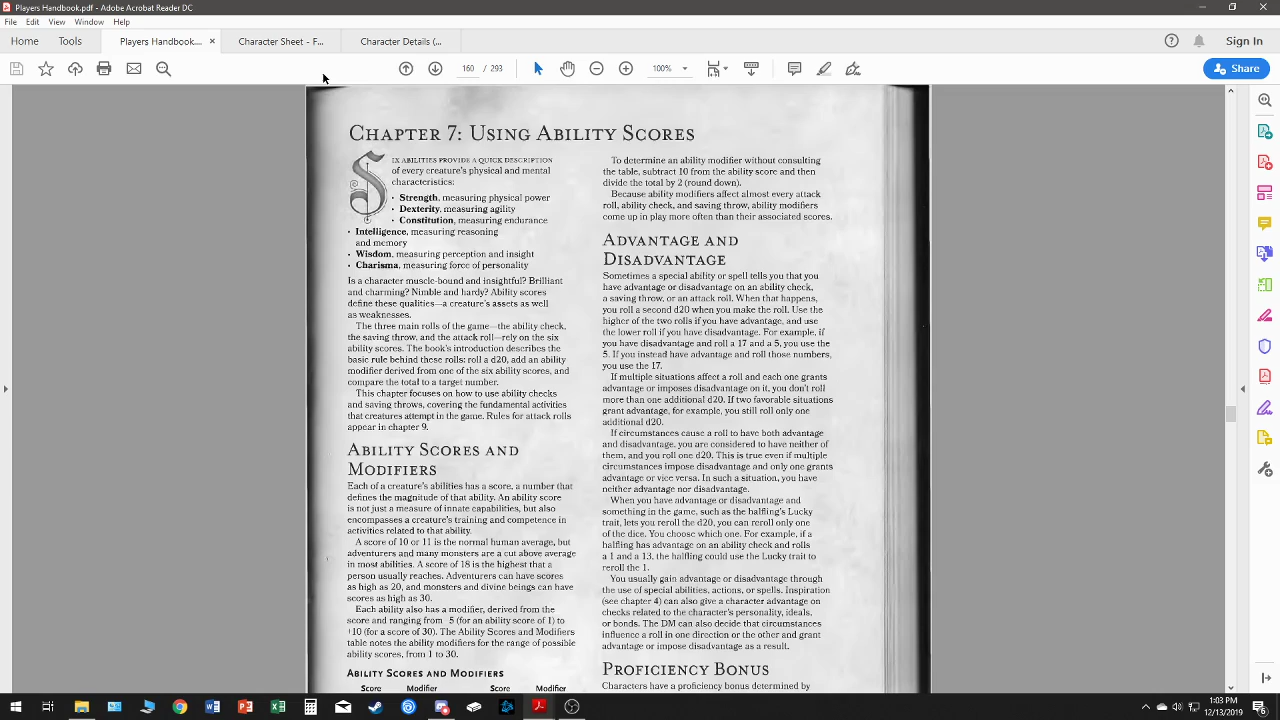 Players Handbook.pdf - Adobe Acrobat Reader DC
File Edit View Window Help
Home Tools Players Handbook.... × Character Sheet - F... Character Details (... Sign In
160 / 293 100% Share
CHAPTER 7: USING ABILITY SCORES
SIX ABILITIES PROVIDE A QUICK DESCRIPTION
of every creature's physical and mental
characteristics:
· Strength, measuring physical power
· Dexterity, measuring agility
· Constitution, measuring endurance
· Intelligence, measuring reasoning
and memory
· Wisdom, measuring perception and insight
· Charisma, measuring force of personality
Is a character muscle-bound and insightful? Brilliant
and charming? Nimble and hardy? Ability scores
define these qualities—a creature's assets as well
as weaknesses.
The three main rolls of the game—the ability check,
the saving throw, and the attack roll—rely on the six
ability scores. The book's introduction describes the
basic rule behind these rolls: roll a d20, add an ability
modifier derived from one of the six ability scores, and
compare the total to a target number.
This chapter focuses on how to use ability checks
and saving throws, covering the fundamental activities
that creatures attempt in the game. Rules for attack rolls
appear in chapter 9.
ABILITY SCORES AND
MODIFIERS
Each of a creature's abilities has a score, a number that
defines the magnitude of that ability. An ability score
is not just a measure of innate capabilities, but also
encompasses a creature's training and competence in
activities related to that ability.
A score of 10 or 11 is the normal human average, but
adventurers and many monsters are a cut above average
in most abilities. A score of 18 is the highest that a
person usually reaches. Adventurers can have scores
as high as 20, and monsters and divine beings can have
scores as high as 30.
Each ability also has a modifier, derived from the
score and ranging from 5 (for an ability score of 1) to
+10 (for a score of 30). The Ability Scores and Modifiers
table notes the ability modifiers for the range of possible
ability scores, from 1 to 30.
ABILITY SCORES AND MODIFIERS
Score Modifier Score Modifier
To determine an ability modifier without consulting
the table, subtract 10 from the ability score and then
divide the total by 2 (round down).
Because ability modifiers affect almost every attack
roll, ability check, and saving throw, ability modifiers
come up in play more often than their associated scores.
ADVANTAGE AND
DISADVANTAGE
Sometimes a special ability or spell tells you that you
have advantage or disadvantage on an ability check,
a saving throw, or an attack roll. When that happens,
you roll a second d20 when you make the roll. Use the
higher of the two rolls if you have advantage, and use
the lower roll if you have disadvantage. For example, if
you have disadvantage and roll a 17 and a 5, you use the
5. If you instead have advantage and roll those numbers,
you use the 17.
If multiple situations affect a roll and each one grants
advantage or imposes disadvantage on it, you don't roll
more than one additional d20. If two favorable situations
grant advantage, for example, you still roll only one
additional d20.
If circumstances cause a roll to have both advantage
and disadvantage, you are considered to have neither of
them, and you roll one d20. This is true even if multiple
circumstances impose disadvantage and only one grants
advantage or vice versa. In such a situation, you have
neither advantage nor disadvantage.
When you have advantage or disadvantage and
something in the game, such as the halfling's Lucky
trait, lets you reroll the d20, you can reroll only one
of the dice. You choose which one. For example, if a
halfling has advantage on an ability check and rolls
a 1 and a 13, the halfling could use the Lucky trait to
reroll the 1.
You usually gain advantage or disadvantage through
the use of special abilities, actions, or spells. Inspiration
(see chapter 4) can also give a character advantage on
checks related to the character's personality, ideals,
or bonds. The DM can also decide that circumstances
influence a roll in one direction or the other and grant
advantage or impose disadvantage as a result.
PROFICIENCY BONUS
Characters have a proficiency bonus determined by
1:03 PM
12/13/2019